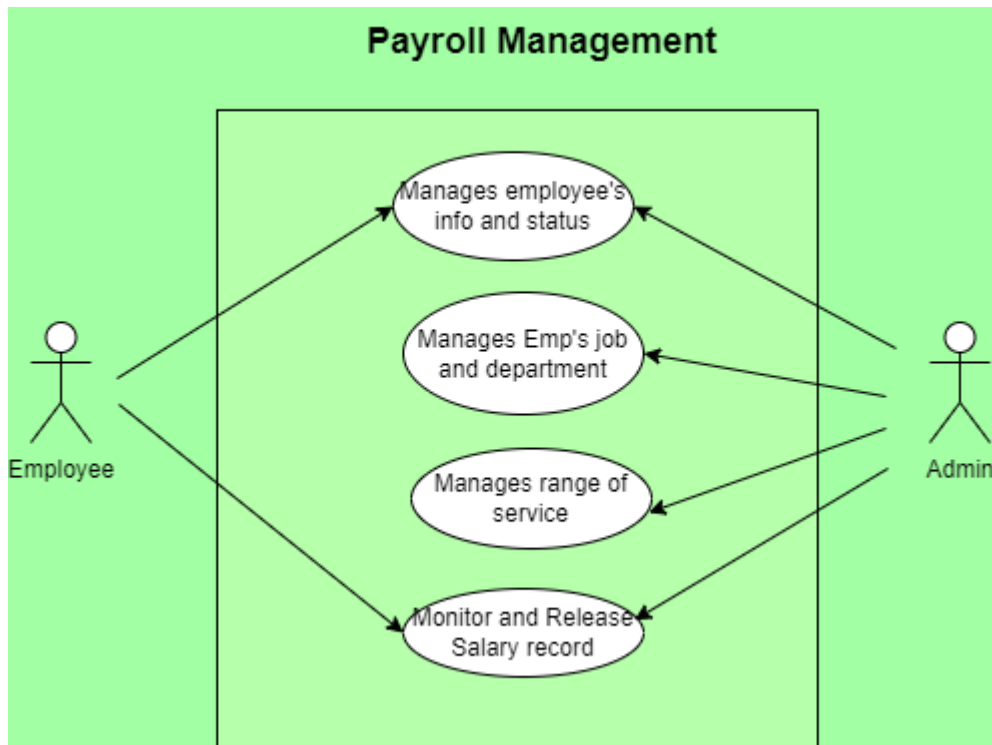 Payroll Management
Manages employee's
info and status
Manages Emp's job
and department
Employee
Admin
Manages range of
service
Monitor and Release
Salary record